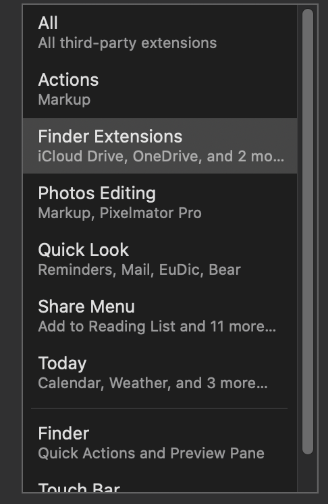 All
All third-party extensions
Actions
Markup
Finder Extensions
iCloud Drive, OneDrive, and 2 mo...
Photos Editing
Markup, Pixelmator Pro
Quick Look
Reminders, Mail, EuDic, Bear
Share Menu
Add to Reading List and 11 more...
Today
Calendar, Weather, and 3 more...
Finder
Quick Actions and Preview Pane
Touch Bar